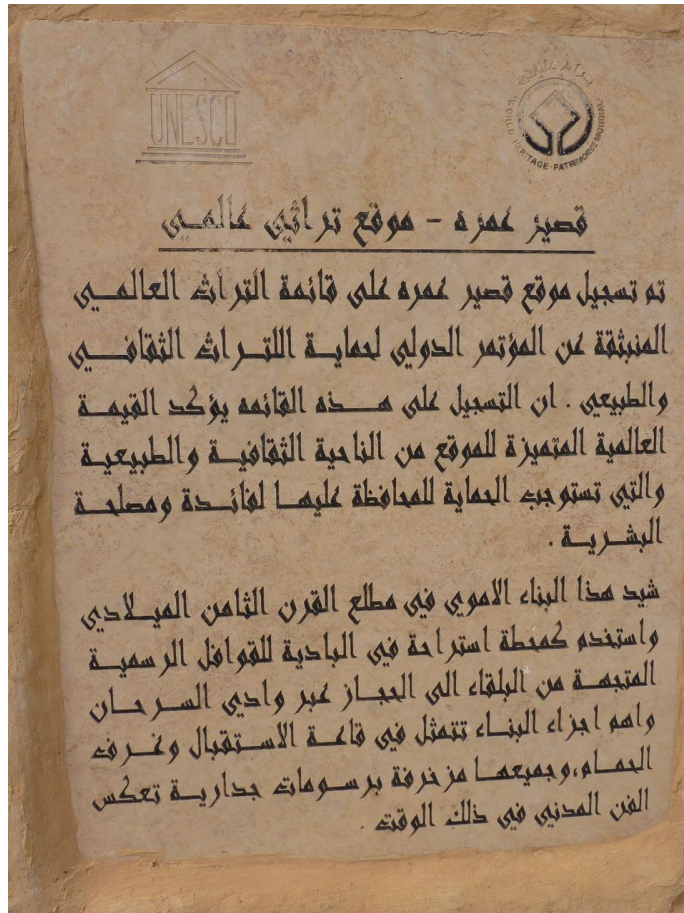 UNESCO
WORLD HERITAGE · PATRIMOINE MONDIAL
قصير عمره - موقع تراثي عالمي
تم تسجيل موقع قصير عمره على قائمة التراث العالمي
المنبثقة عن المؤتمر الدولي لحماية اللتراث الثقافي
والطبيعي . ان التسجيل على هذه القائمه يؤكد القيمة
العالمية المتميزة للموقع من الناحية الثقافية والطبيعية
والتي تستوجب الحماية للمحافظة عليها لفائدة ومصلحة
البشرية .
شيد هذا البناء الاموي في مطلع القرن الثامن الميلادي
واستخدم كمحطة استراحة في البادية للقوافل الرسمية
المتجهة من البلقاء الى الحجاز عبر وادي السرحان
واهم اجزاء البناء تتمثل في قاعة الاستقبال وغرف
الحمام،وجميعها مزخرفة برسومات جدارية تعكس
الفن المدني في ذلك الوقت .